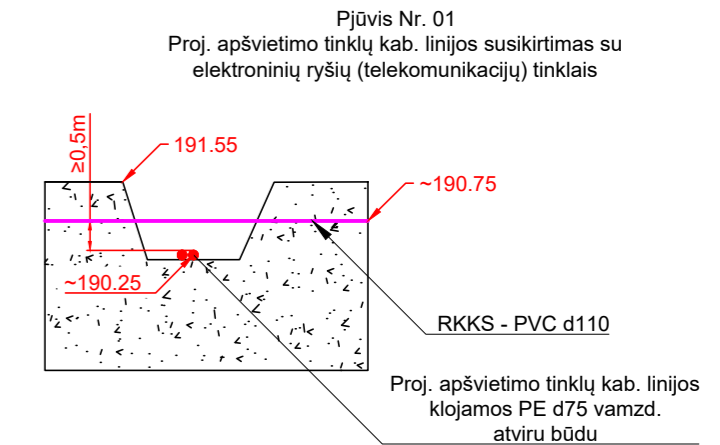 Pjūvis Nr. 01
Proj. apšvietimo tinklų kab. linijos susikirtimas su
elektroninių ryšių (telekomunikacijų) tinklais
≥0,5m
191.55
~190.75
~190.25
RKKS - PVC d110
Proj. apšvietimo tinklų kab. linijos
klojamos PE d75 vamzd.
atviru būdu